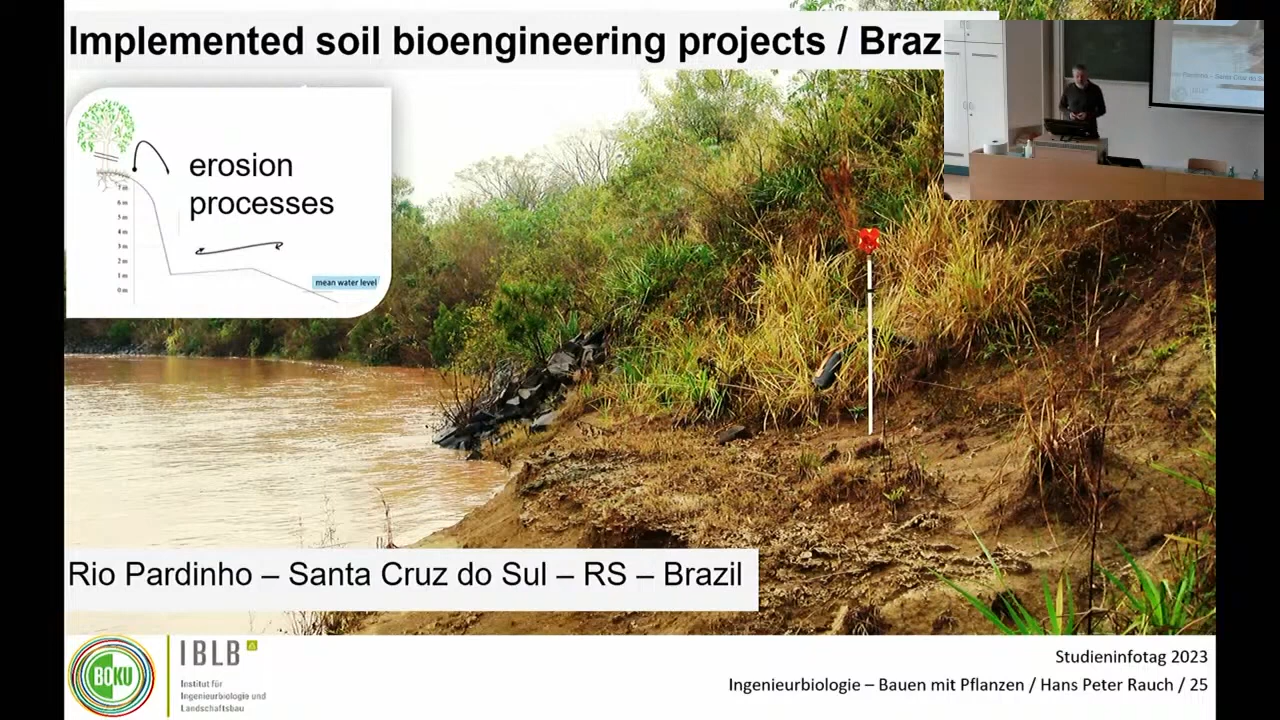 Implemented soil bioengineering projects / Braz
erosion
processes
7 m
6 m
5 m
4 m
3 m
2 m
1 m
0 m
mean water level
Rio Pardinho – Santa Cruz do Sul – RS – Brazil
BOKU
IBLB
Institut für
Ingenieurbiologie und
Landschaftsbau
Studieninfotag 2023
Ingenieurbiologie – Bauen mit Pflanzen / Hans Peter Rauch / 25